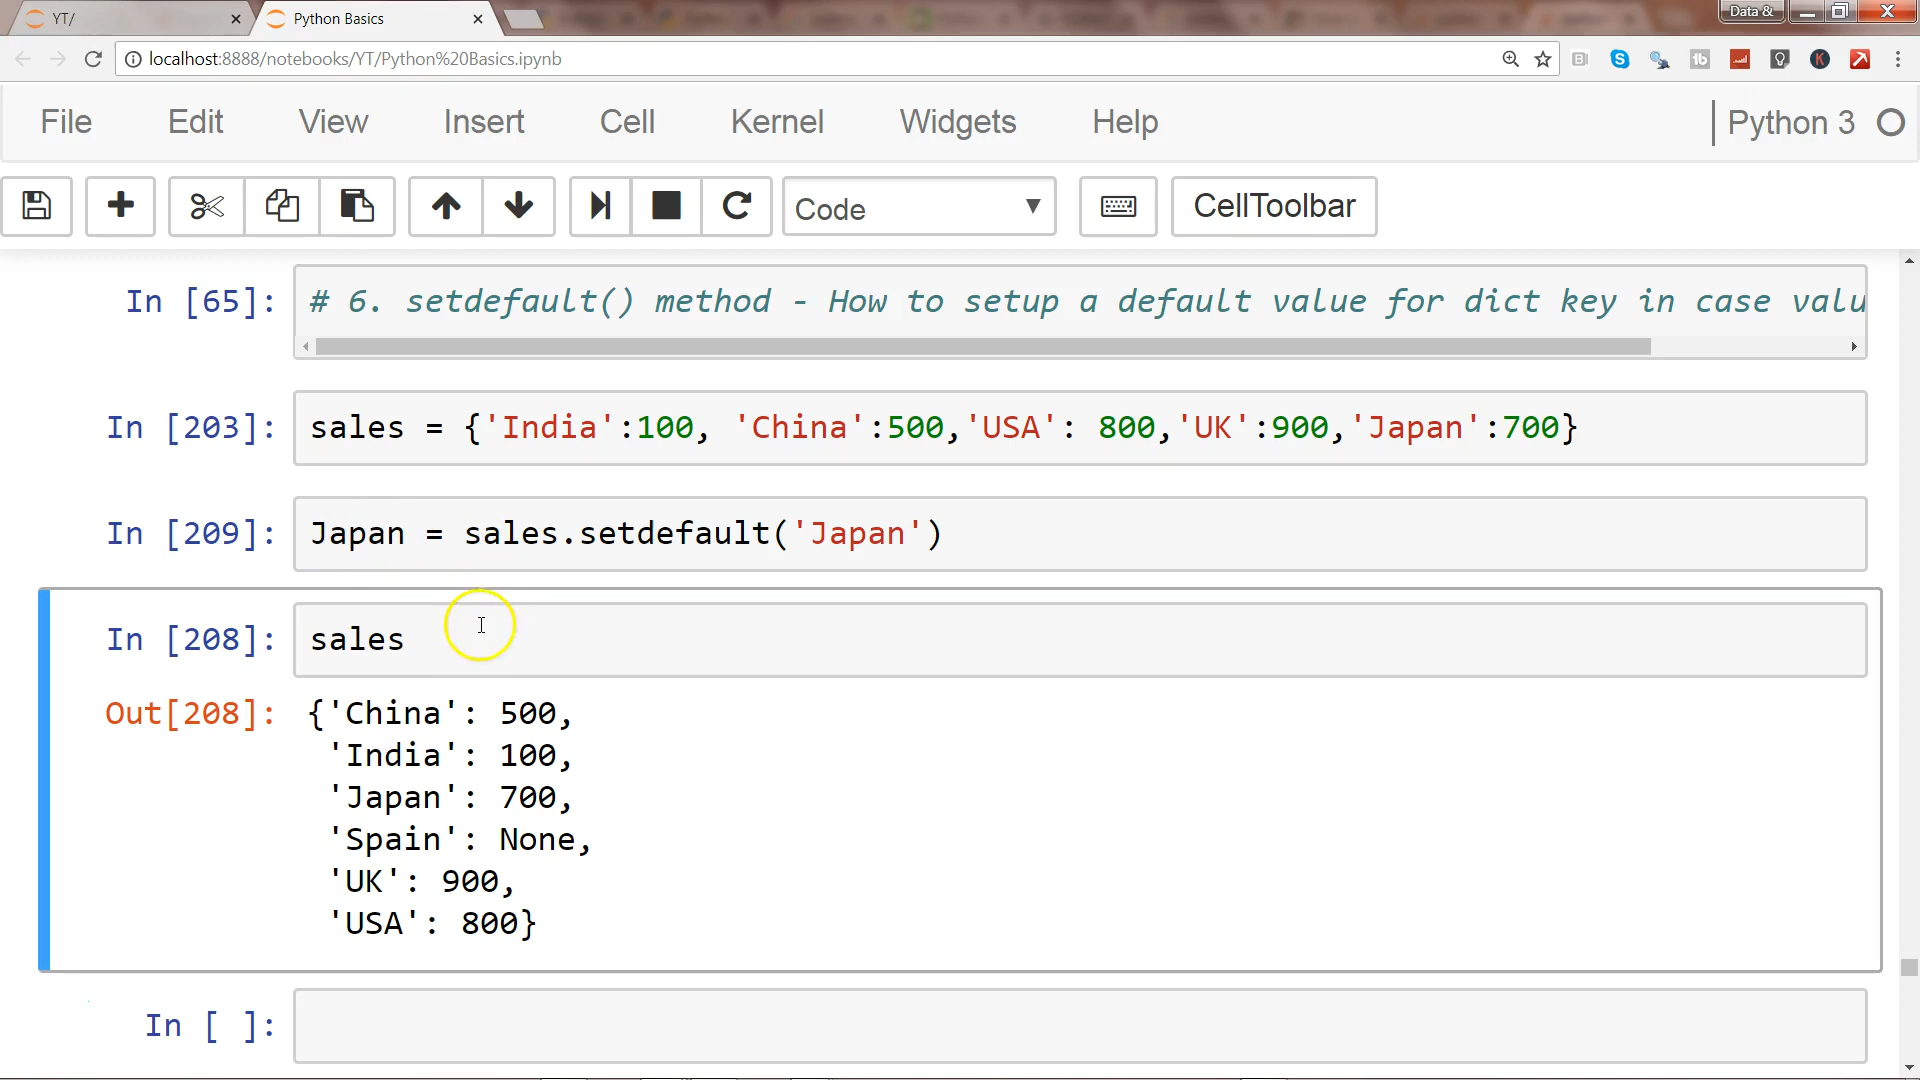 YT/
Python Basics
Data &
localhost:8888/notebooks/YT/Python%20Basics.ipynb
File Edit View Insert Cell Kernel Widgets Help Python 3
Code CellToolbar
In [65]: # 6. setdefault() method - How to setup a default value for dict key in case valu
In [203]: sales = {'India':100, 'China':500,'USA': 800,'UK':900,'Japan':700}
In [209]: Japan = sales.setdefault('Japan')
In [208]: sales
Out[208]: {'China': 500,
'India': 100,
'Japan': 700,
'Spain': None,
'UK': 900,
'USA': 800}
In [ ]: